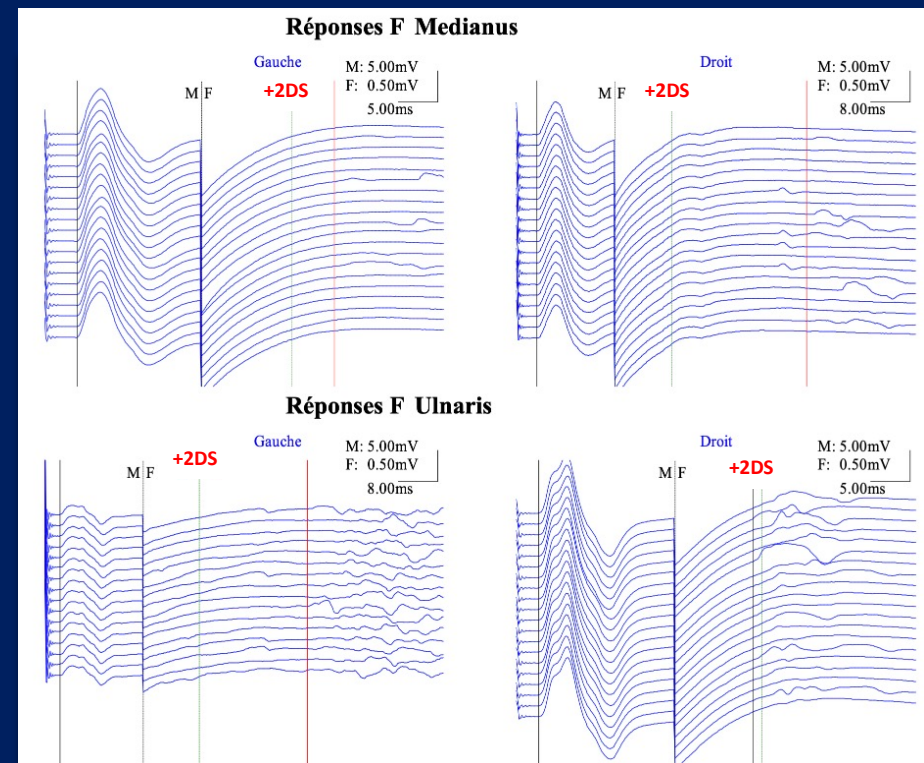 Réponses F Medianus
Gauche
M: 5.00mV
F: 0.50mV
5.00ms
M F
+2DS
Droit
M: 5.00mV
F: 0.50mV
8.00ms
M F
+2DS
Réponses F Ulnaris
Gauche
M: 5.00mV
F: 0.50mV
8.00ms
M F
+2DS
Droit
M: 5.00mV
F: 0.50mV
5.00ms
M F
+2DS